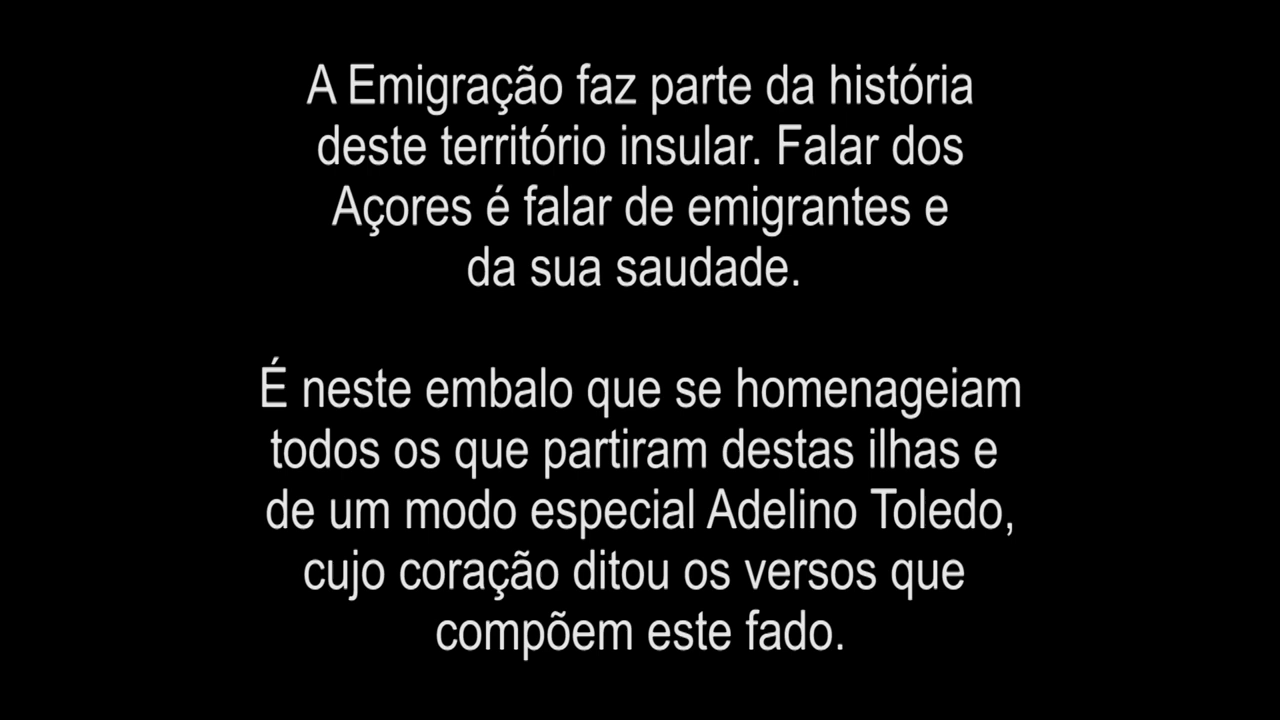 A Emigração faz parte da história
deste território insular. Falar dos
Açores é falar de emigrantes e
da sua saudade.
É neste embalo que se homenageiam
todos os que partiram destas ilhas e
de um modo especial Adelino Toledo,
cujo coração ditou os versos que
compõem este fado.